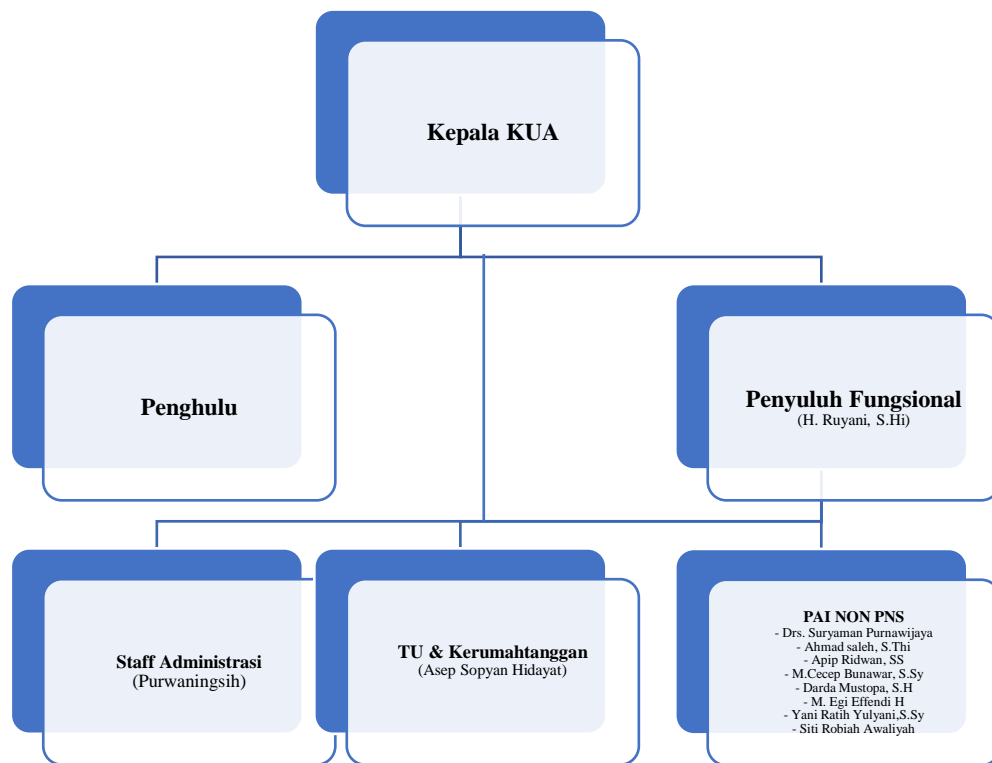 Kepala KUA
Penghulu
Penyuluh Fungsional
(H. Ruyani, S.Hi)
Staff Administrasi
(Purwaningsih)
TU & Kerumahtanggan
(Asep Sopyan Hidayat)
PAI NON PNS
- Drs. Suryaman Purnawijaya
- Ahmad saleh, S.Thi
- Apip Ridwan, SS
- M.Cecep Bunawar, S.Sy
- Darda Mustopa, S.H
- M. Egi Effendi H
- Yani Ratih Yulyani,S.Sy
- Siti Robiah Awaliyah